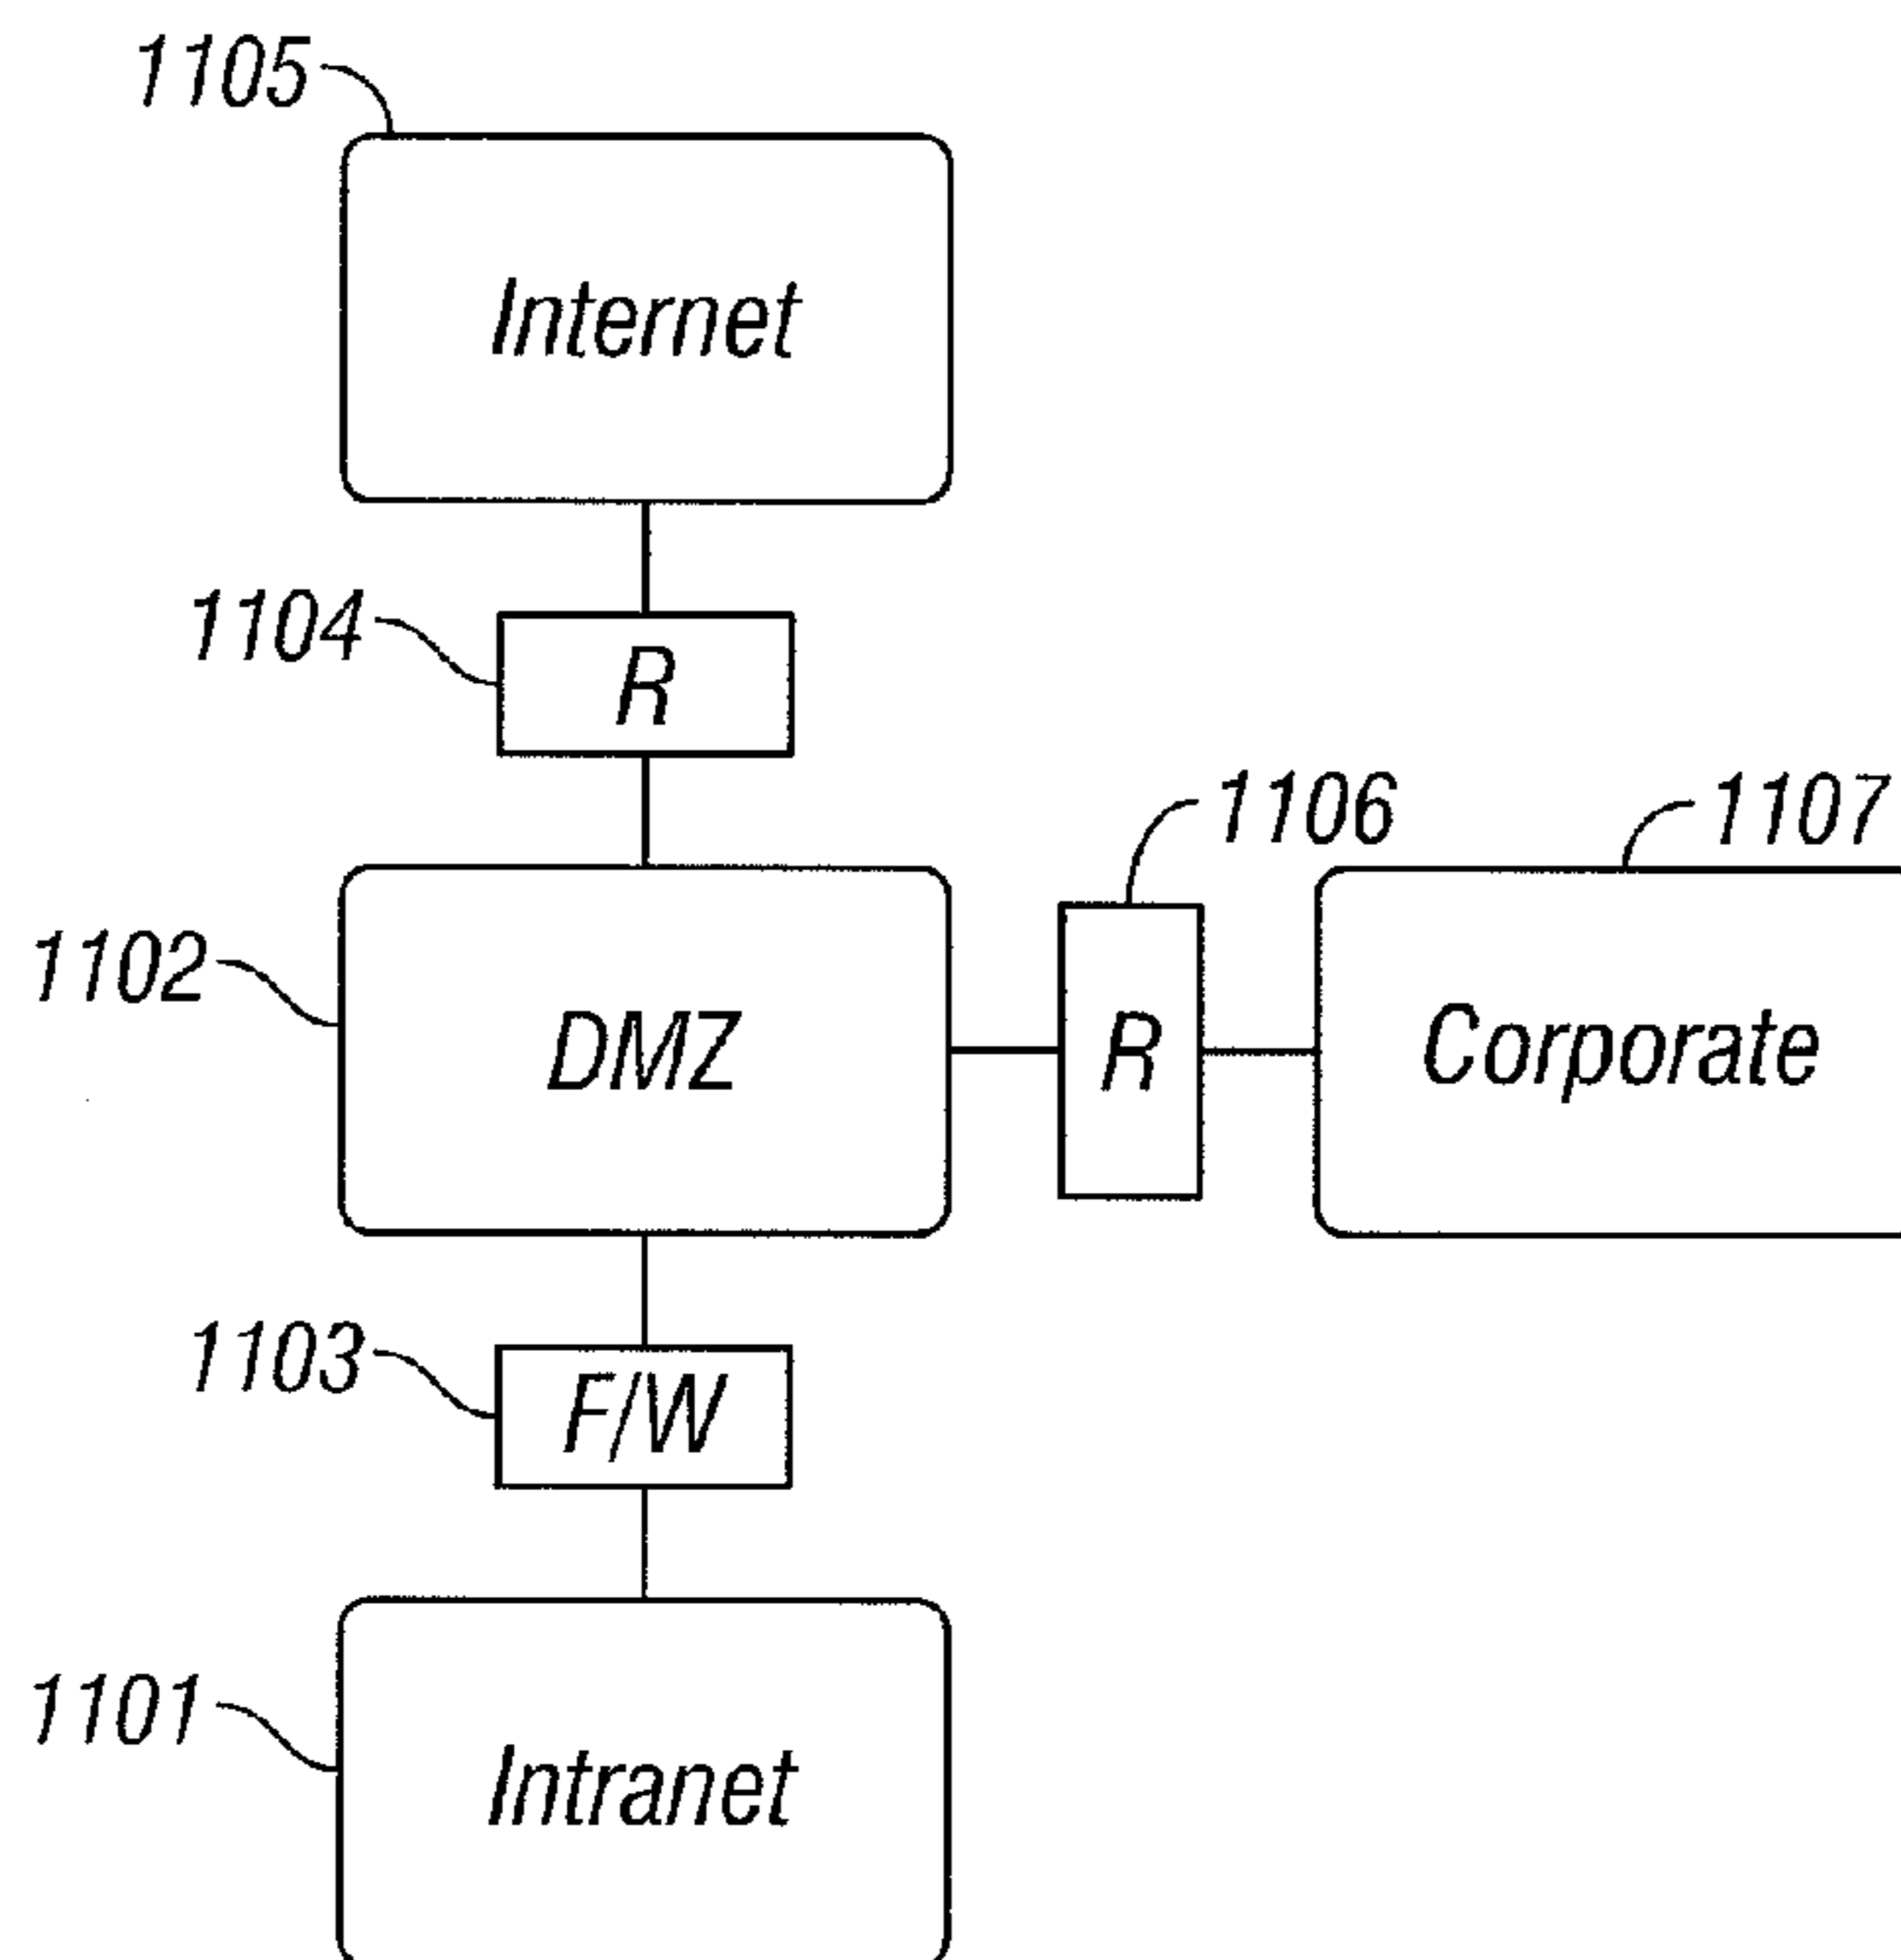 1105
Internet
1104
R
1106
1107
1102
DMZ
R
Corporate
1103
F/W
1101
Intranet